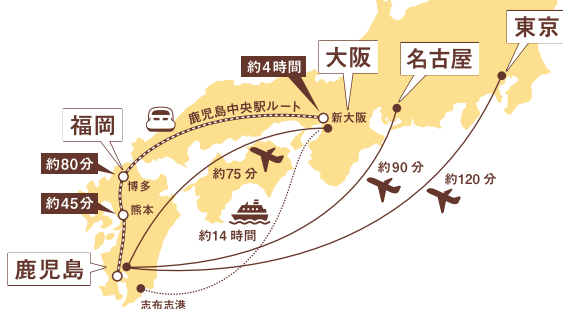 東京
大阪
名古屋
約4時間
鹿児島中央駅ルート
新大阪
福岡
約80分
博多
約75分
約90分
約120分
約45分
熊本
約14時間
鹿児島
志布志港